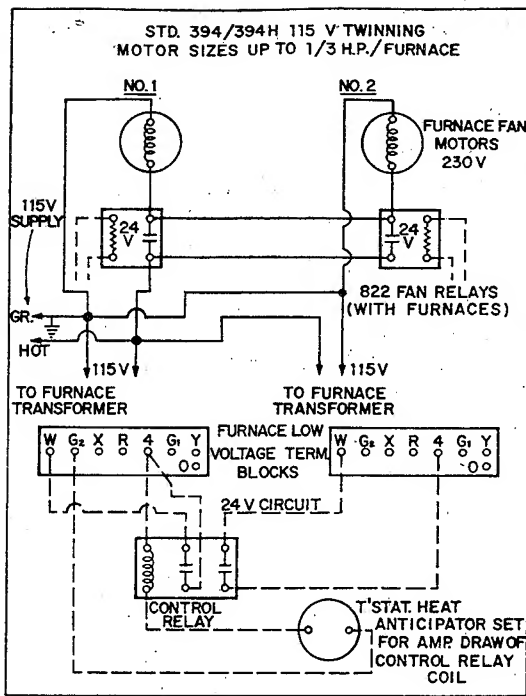 STD. 394/394H 115 V TWINNING
MOTOR SIZES UP TO 1/3 H.P./FURNACE
NO. 1
NO. 2
FURNACE FAN
MOTORS
230 V
115V
SUPPLY
24
V
24
V
822 FAN RELAYS
(WITH FURNACES)
GR.
HOT
115V
115V
TO FURNACE
TRANSFORMER
TO FURNACE
TRANSFORMER
W G2 X R 4 G1 Y
O
FURNACE LOW
VOLTAGE TERM.
BLOCKS
W G2 X R 4 G1 Y
O
24 V CIRCUIT
CONTROL
RELAY
T'STAT. HEAT
ANTICIPATOR SET
FOR AMP. DRAW OF
CONTROL RELAY
COIL